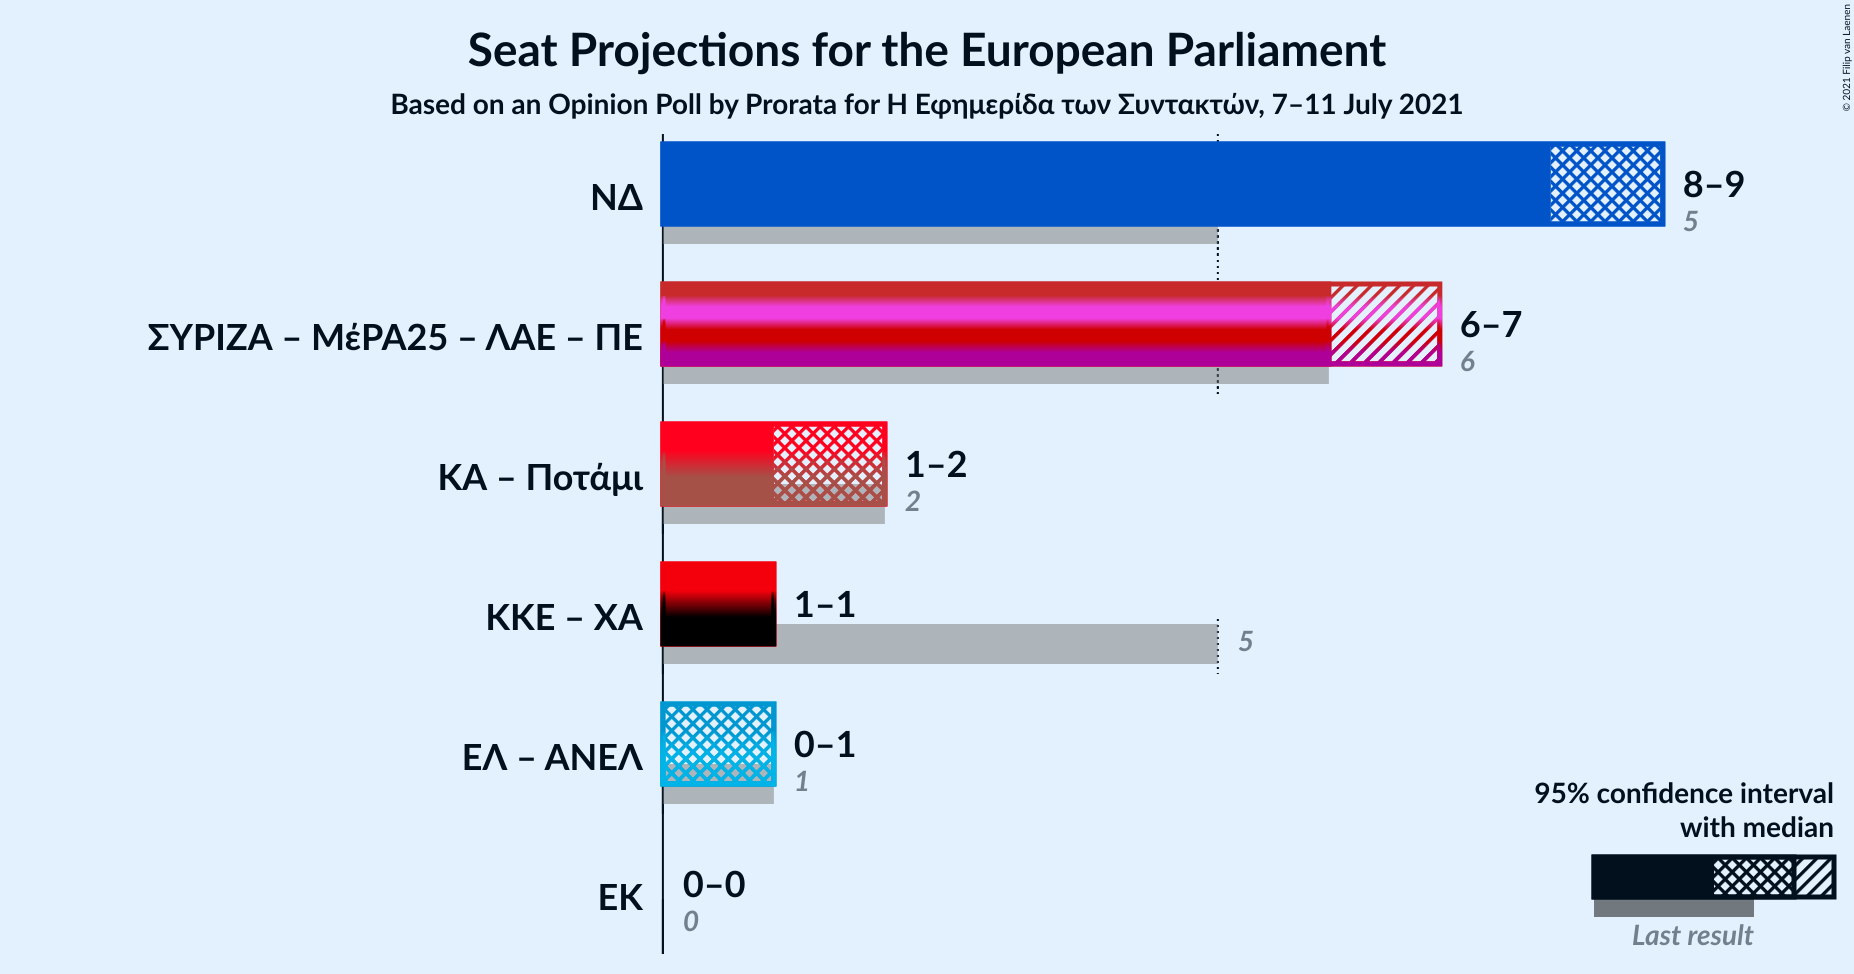 Seat Projections for the European Parliament
Based on an Opinion Poll by Prorata for Η Εφημερίδα των Συντακτών, 7–11 July 2021
© 2021 Filip van Laenen
ΝΔ
8–9
5
ΣΥΡΙΖΑ – ΜέΡΑ25 – ΛΑΕ – ΠΕ
6–7
6
ΚΑ – Ποτάμι
1–2
2
ΚΚΕ – ΧΑ
1–1
5
ΕΛ – ΑΝΕΛ
0–1
1
ΕΚ
0–0
0
95% confidence interval
with median
Last result